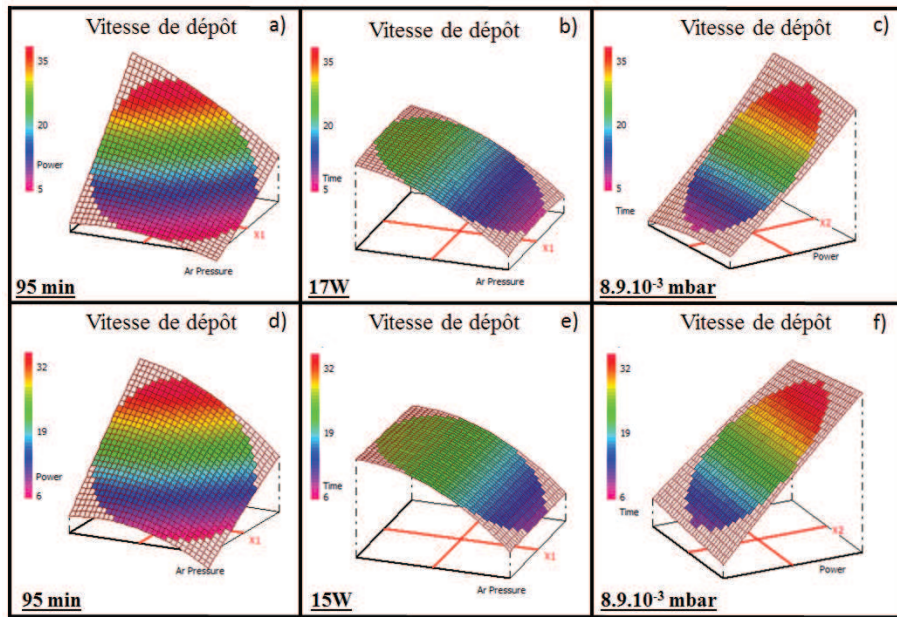 Vitesse de dépôt a)
35
20
Power
5
X1
Ar Pressure
95 min
Vitesse de dépôt b)
35
20
Time
5
X1
Ar Pressure
17W
Vitesse de dépôt c)
35
20
5
Time
X2
Power
8.9.10-3 mbar
Vitesse de dépôt d)
32
19
Power
6
X1
Ar Pressure
95 min
Vitesse de dépôt e)
32
19
Time
6
X1
Ar Pressure
15W
Vitesse de dépôt f)
32
19
6
Time
X2
Power
8.9.10-3 mbar